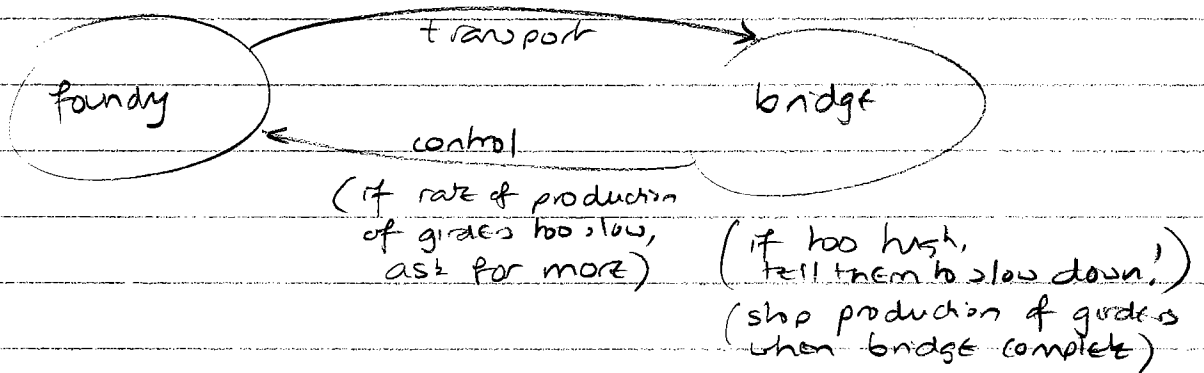 transport
foundry
bridge
control
(if rate of production
of girders too slow,
ask for more)
(if too high,
tell them to slow down!)
(stop production of girders
when bridge complete)